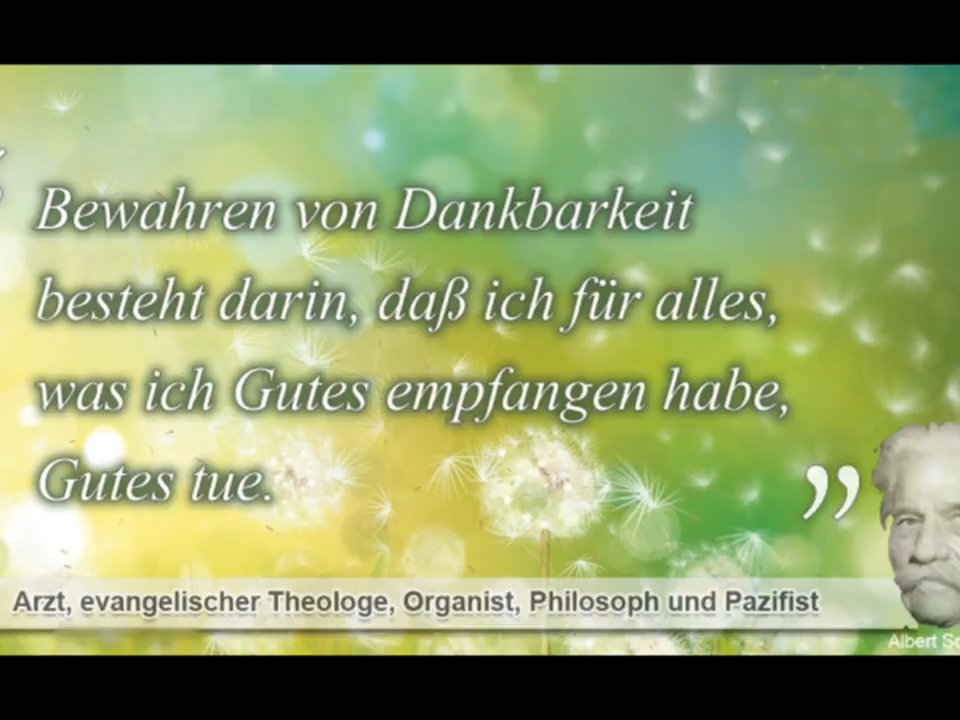 Bewahren von Dankbarkeit
besteht darin, daß ich für alles,
was ich Gutes empfangen habe,
Gutes tue. ”
Arzt, evangelischer Theologe, Organist, Philosoph und Pazifist
Albert